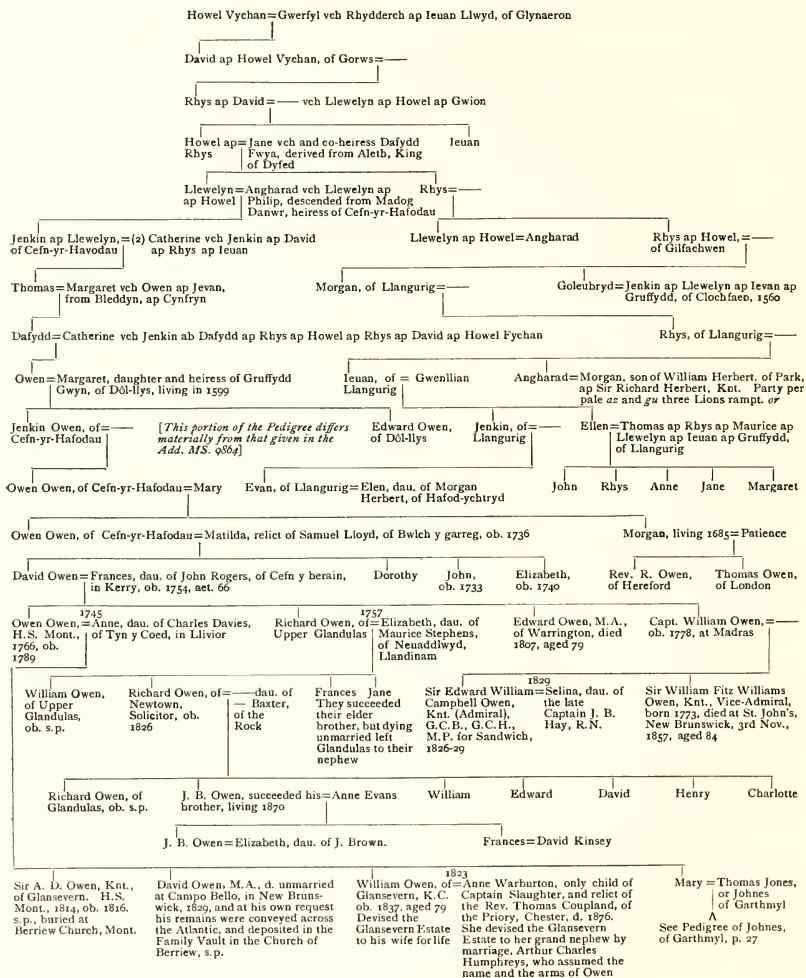 Howel Vychan=Gwerfyl vch Rhydderch ap Ieuan Llwyd, of Glynaeron
David ap Howel Vychan, of Gorws=——
Rhys ap David=—— vch Llewelyn ap Howel ap Gwion
Howel ap Rhys=Jane vch and co-heiress Dafydd
Fwya, derived from Aleth, King
of Dyfed
Ieuan
Llewelyn ap Howel=Angharad vch Llewelyn ap
Philip, descended from Madog
Danwr, heiress of Cefn-yr-Hafodau
Rhys=——
Jenkin ap Llewelyn,=(2) Catherine vch Jenkin ap David
of Cefn-yr-Havodau
ap Rhys ap Ieuan
Llewelyn ap Howel=Angharad
Rhys ap Howel,=——
of Gilfachwen
Thomas=Margaret vch Owen ap Jevan,
from Bleddyn, ap Cynfryn
Morgan, of Llangurig=——
Goleubryd=Jenkin ap Llewelyn ap Ievan ap
Gruffydd, of Clochfaen, 1560
Dafydd=Catherine vch Jenkin ab Dafydd ap Rhys ap Howel ap Rhys ap David ap Howel Fychan
Rhys, of Llangurig=——
Owen=Margaret, daughter and heiress of Gruffydd
Gwyn, of Dôl-llys, living in 1599
Ieuan, of = Gwenllian
Llangurig
Angharad=Morgan, son of William Herbert, of Park,
ap Sir Richard Herbert, Knt. Party per
pale az and gu three Lions rampt. or
Jenkin Owen, of=——
Cefn-yr-Hafodau
[This portion of the Pedigree differs
materially from that given in the
Add. MS. 9864]
Edward Owen,
of Dôl-llys
Jenkin, of=——
Llangurig
Ellen=Thomas ap Rhys ap Maurice ap
Llewelyn ap Ieuan ap Gruffydd,
of Llangurig
Owen Owen, of Cefn-yr-Hafodau=Mary
Evan, of Llangurig=Elen, dau. of Morgan
Herbert, of Hafod-ychtryd
John Rhys Anne Jane Margaret
Owen Owen, of Cefn-yr-Hafodau=Matilda, relict of Samuel Lloyd, of Bwlch y garreg, ob. 1736
Morgan, living 1685=Patience
David Owen=Frances, dau. of John Rogers, of Cefn y berain,
in Kerry, ob. 1754, aet. 66
Dorothy
John,
ob. 1733
Elizabeth,
ob. 1740
Rev. R. Owen,
of Hereford
Thomas Owen,
of London
1745
Owen Owen,=Anne, dau. of Charles Davies,
H.S. Mont., of Tyn y Coed, in Llivior
1766, ob.
1789
1757
Richard Owen, of=Elizabeth, dau. of
Upper Glandulas Maurice Stephens,
of Neuaddlwyd,
Llandinam
Edward Owen, M.A.,
of Warrington, died
1807, aged 79
Capt. William Owen,=——
ob. 1778, at Madras
William Owen,
of Upper
Glandulas,
ob. s.p.
Richard Owen, of=——dau. of
Newtown, — Baxter,
Solicitor, ob. of the
1826 Rock
Frances Jane
They succeeded
their elder
brother, but dying
unmarried left
Glandulas to their
nephew
1829
Sir Edward William=Selina, dau. of
Campbell Owen, the late
Knt. (Admiral), Captain J. B.
G.C.B., G.C.H., Hay, R.N.
M.P. for Sandwich,
1826-29
Sir William Fitz Williams
Owen, Knt., Vice-Admiral,
born 1773, died at St. John's,
New Brunswick, 3rd Nov.,
1857, aged 84
Richard Owen, of
Glandulas, ob. s.p.
J. B. Owen, succeeded his=Anne Evans
brother, living 1870
William Edward David Henry Charlotte
J. B. Owen=Elizabeth, dau. of J. Brown.
Frances=David Kinsey
Sir A. D. Owen, Knt.,
of Glansevern. H.S.
Mont., 1814, ob. 1816.
s.p., buried at
Berriew Church, Mont.
David Owen, M.A., d. unmarried
at Campo Bello, in New Bruns-
wick, 1829, and at his own request
his remains were conveyed across
the Atlantic, and deposited in the
Family Vault in the Church of
Berriew, s.p.
1823
William Owen, of=Anne Warburton, only child of
Glansevern, K.C. Captain Slaughter, and relict of
ob. 1837. aged 79 the Rev. Thomas Coupland, of
Devised the the Priory, Chester, d. 1876.
Glansevern Estate She devised the Glansevern
to his wife for life Estate to her grand nephew by
marriage, Arthur Charles
Humphreys, who assumed the
name and the arms of Owen
Mary=Thomas Jones,
or Johnes
of Garthmyl
See Pedigree of Johnes,
of Garthmyl, p. 27